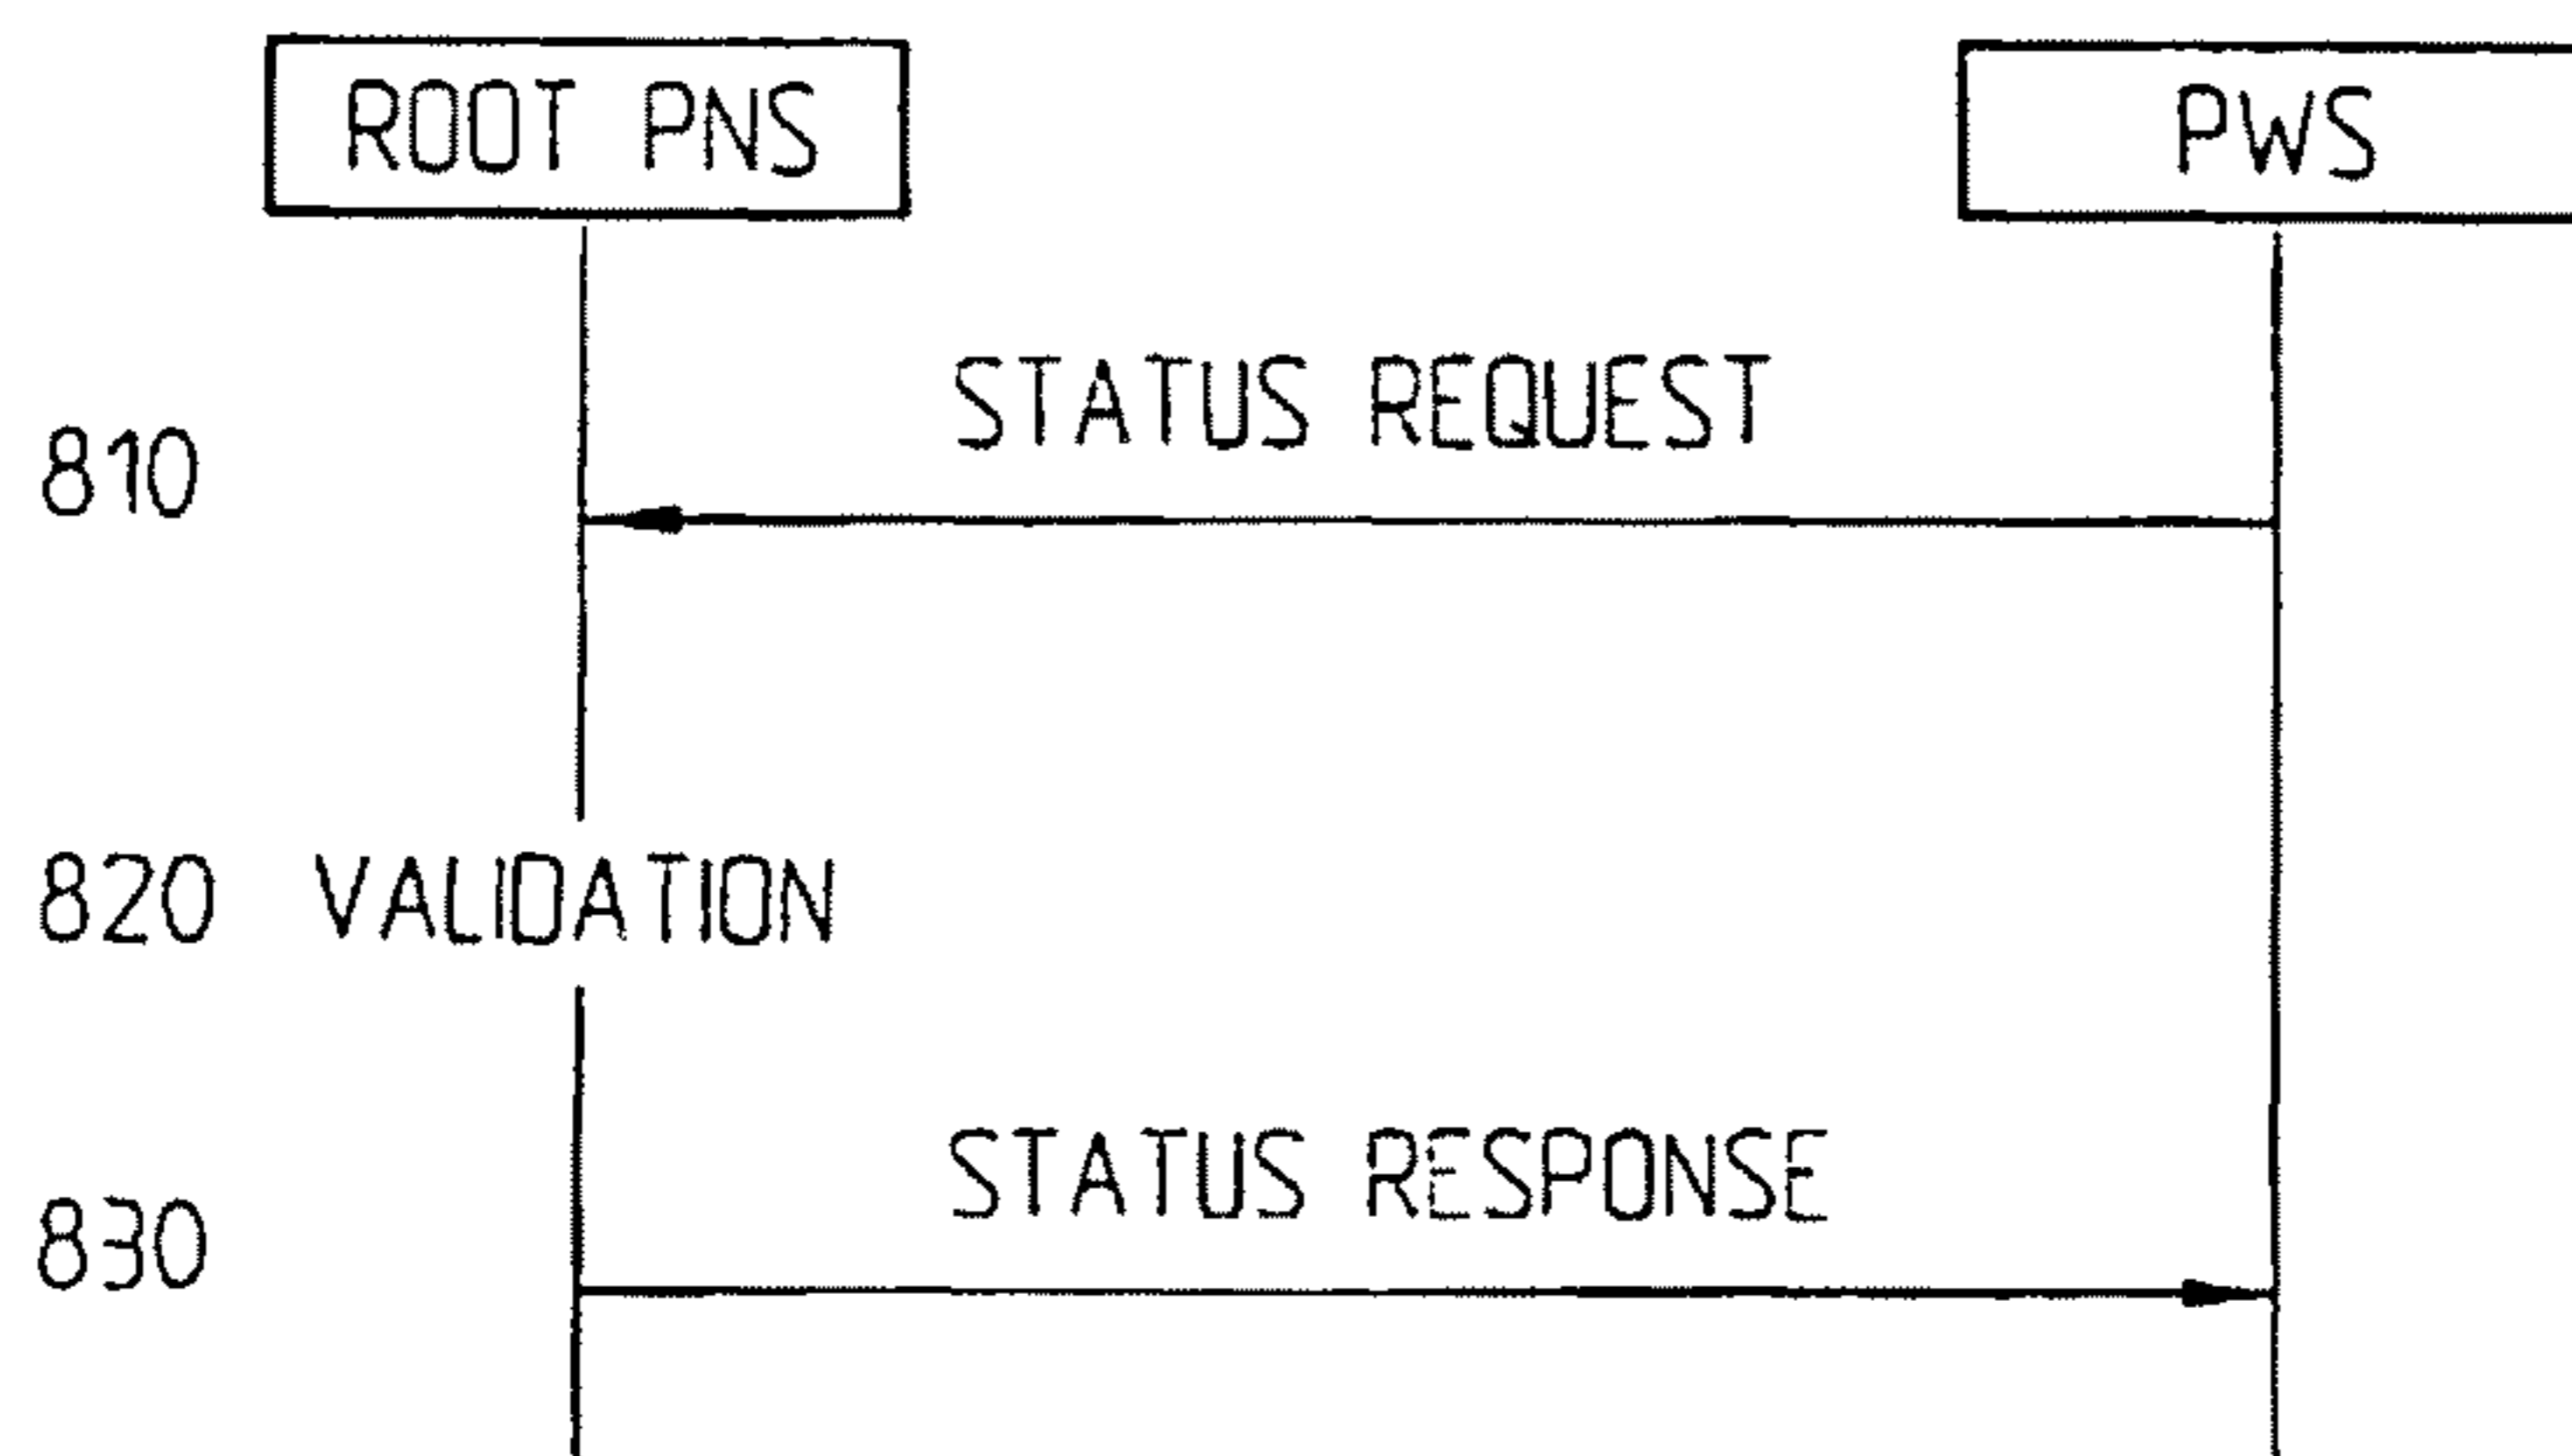 ROOT PNS PWS
STATUS REQUEST
810
820 VALIDATION
STATUS RESPONSE
830